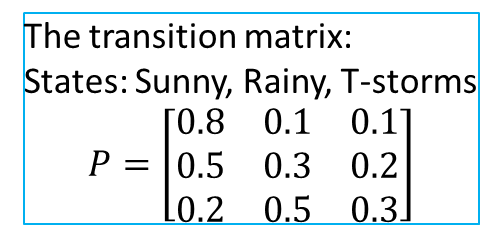 The transition matrix:
States: Sunny, Rainy, T-storms
P = [0.8 0.1 0.1
0.5 0.3 0.2
0.2 0.5 0.3]